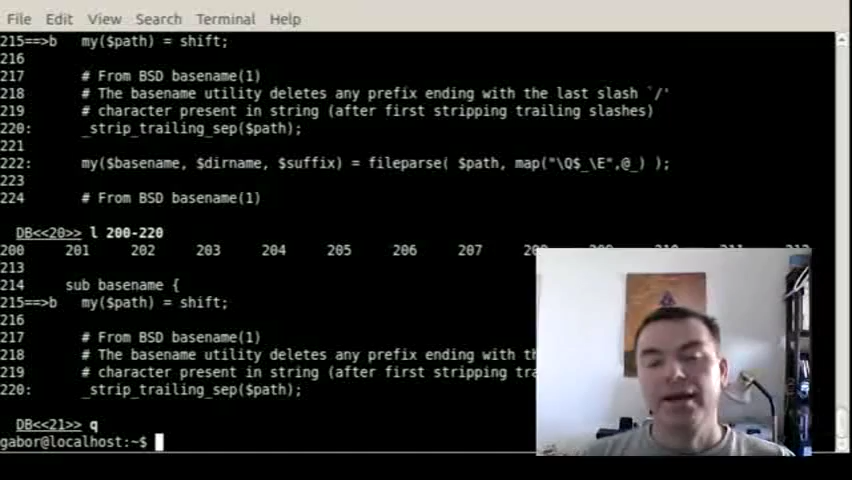 File Edit View Search Terminal Help
215==>b my($path) = shift;
216
217 # From BSD basename(1)
218 # The basename utility deletes any prefix ending with the last slash `/'
219 # character present in string (after first stripping trailing slashes)
220: _strip_trailing_sep($path);
221
222: my($basename, $dirname, $suffix) = fileparse( $path, map("\Q$_\E",@_) );
223
224 # From BSD basename(1)
DB<<20>> l 200-220
200 201 202 203 204 205 206 207
213
214 sub basename {
215==>b my($path) = shift;
216
217 # From BSD basename(1)
218 # The basename utility deletes any prefix ending with
219 # character present in string (after first stripping
220: _strip_trailing_sep($path);
DB<<21>> q
gabor@localhost:~$